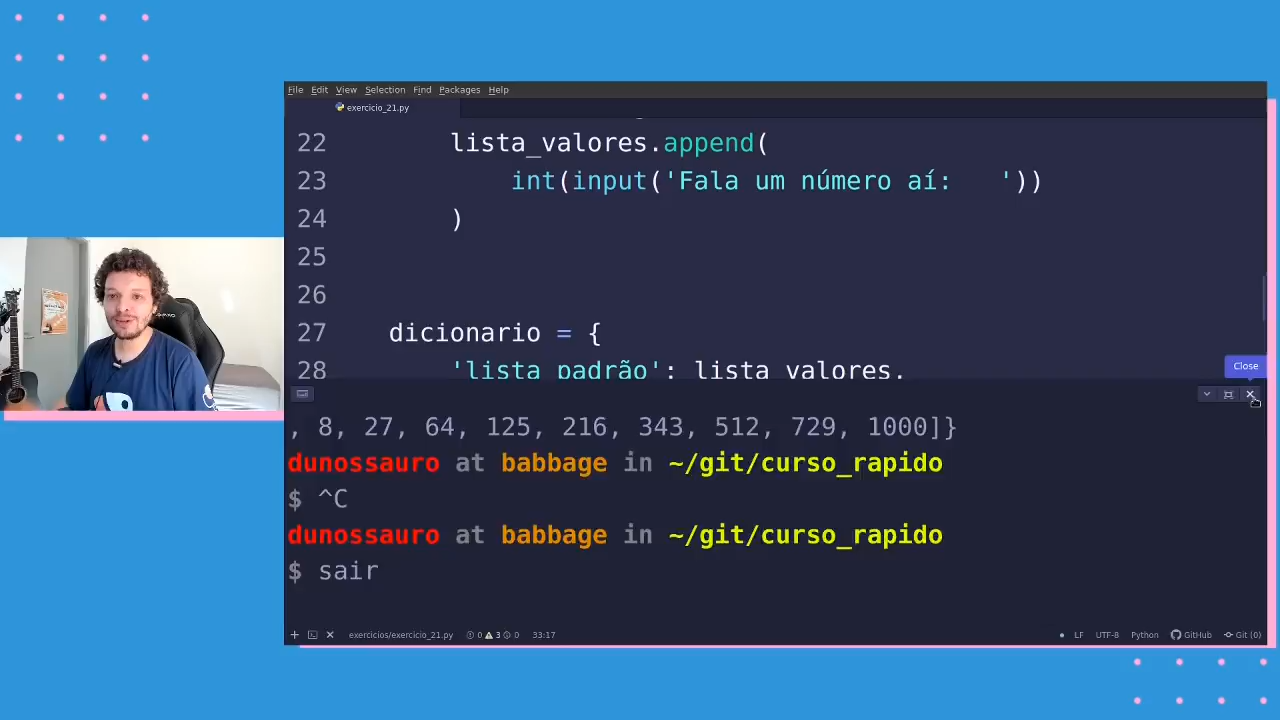 File Edit View Selection Find Packages Help
exercicio_21.py
22 lista_valores.append(
23 int(input('Fala um número aí:   '))
24 )
25
26
27 dicionario = {
28 'lista padrão': lista_valores,
Close
, 8, 27, 64, 125, 216, 343, 512, 729, 1000]}
dunossauro at babbage in ~/git/curso_rapido
$ ^C
dunossauro at babbage in ~/git/curso_rapido
$ sair
exercicios/exercicio_21.py 0 3 0 33:17 LF UTF-8 Python GitHub Git (0)